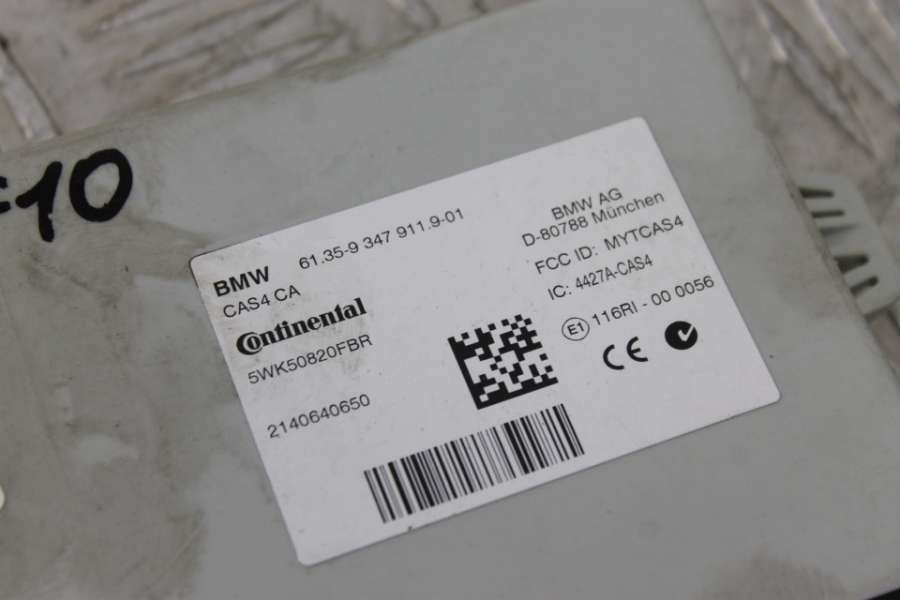 F10
BMW 61.35-9 347 911.9-01
CAS4 CA
Continental
5WK50820FBR
2140640650
BMW AG
D-80788 München
FCC ID: MYTCAS4
IC: 4427A-CAS4
E1 116RI - 00 0056
CE